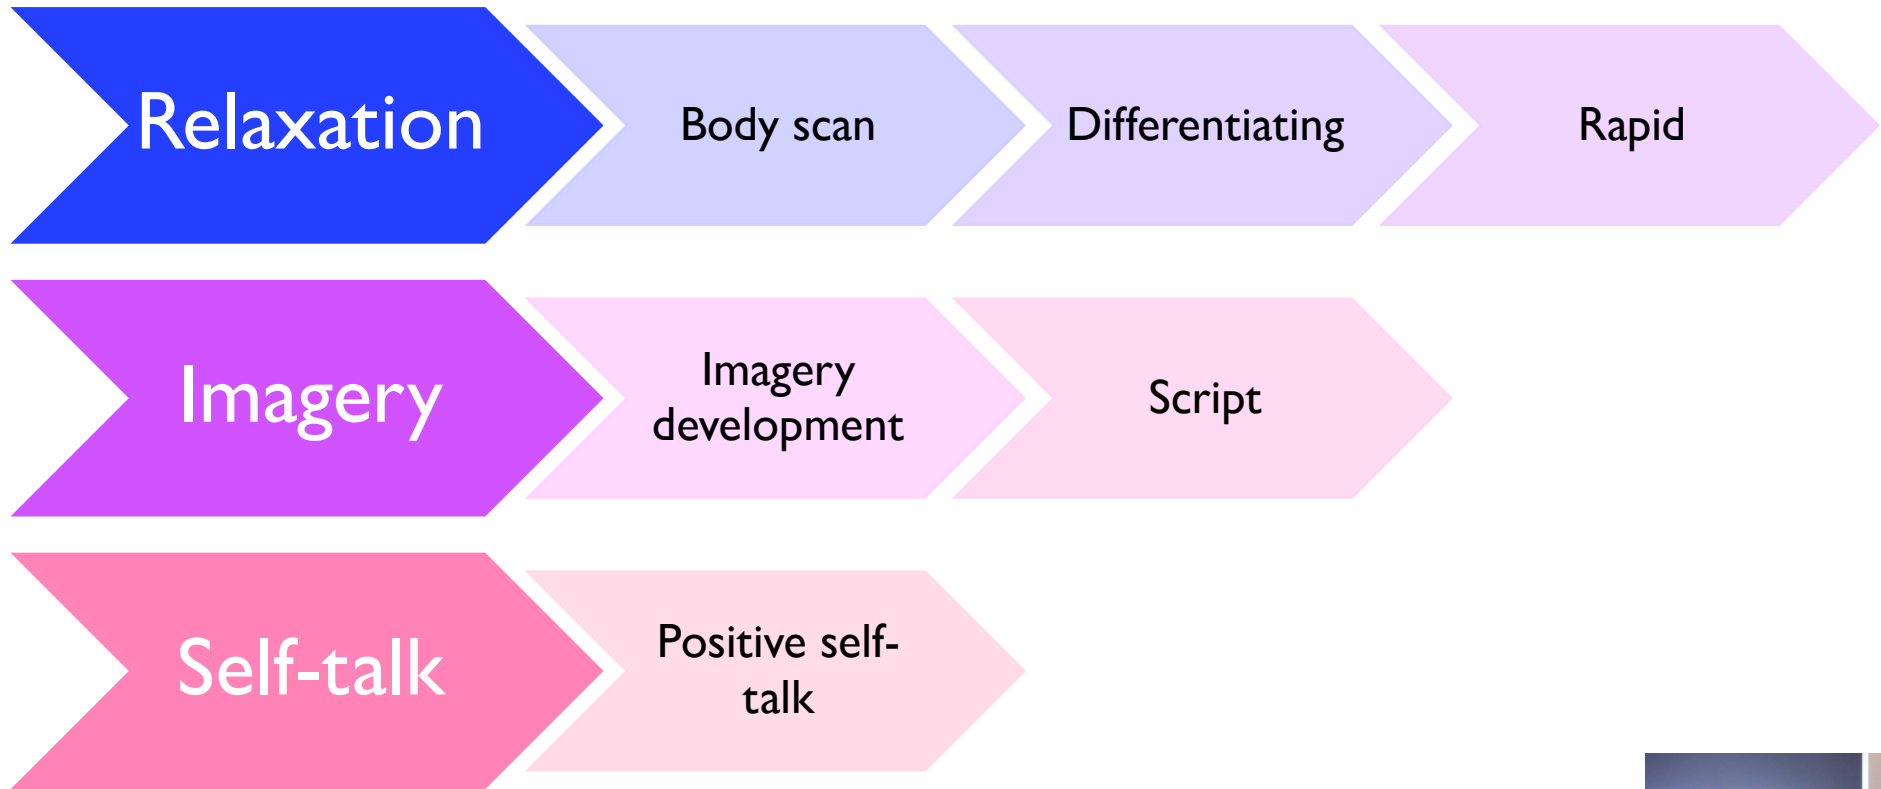 Relaxation
Body scan
Differentiating
Rapid
Imagery
Imagery
development
Script
Self-talk
Positive self-
talk